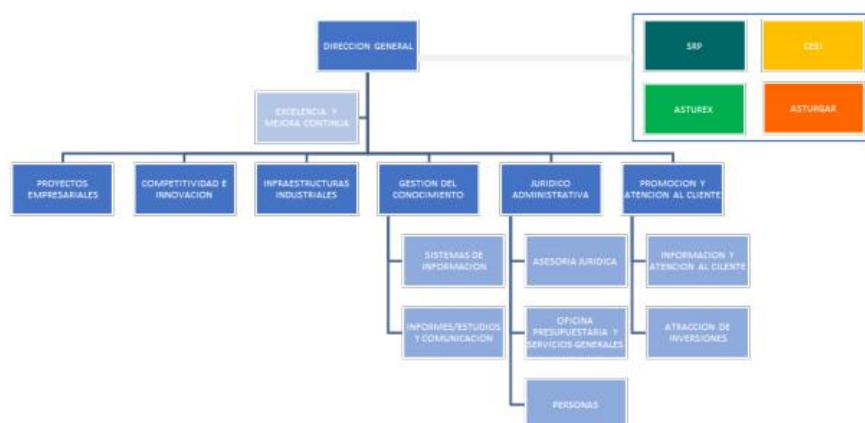 DIRECCION GENERAL
SRP
CEEI
ASTUREX
ASTURGAR
EXCELENCIA Y
MEJORA CONTINUA
PROYECTOS
EMPRESARIALES
COMPETITIVIDAD E
INNOVACION
INFRAESTRUCTURAS
INDUSTRIALES
GESTION DEL
CONOCIMIENTO
JURIDICO
ADMINISTRATIVA
PROMOCION Y
ATENCION AL CLIENTE
SISTEMAS DE
INFORMACION
ASESORIA JURIDICA
INFORMACION Y
ATENCION AL CILENTE
INFORMES/ESTUDIOS
Y COMUNICACION
OFICINA
PRESUPUESTARIA Y
SERVICIOS GENERALES
ATRACCION DE
INVERSIONES
PERSONAS